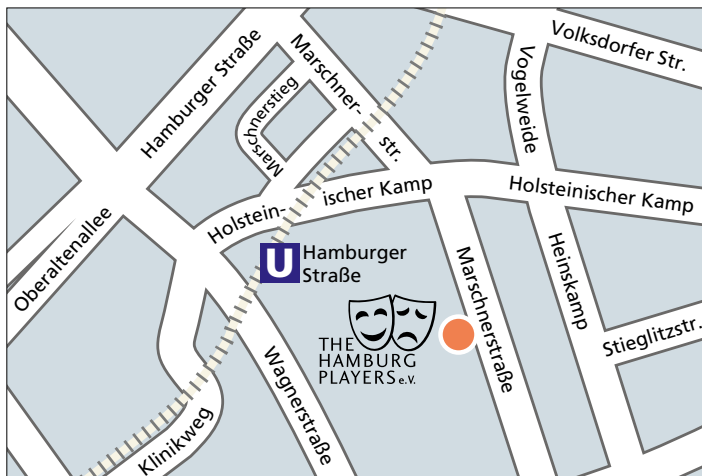 Volksdorfer Str.
Hamburger Straße
Marschner-
str.
Marschnerstieg
Vogelweide
Holstein-
ischer Kamp
Holsteinischer Kamp
Oberaltenallee
U
Hamburger
Straße
Marschnerstraße
Heinskamp
Stieglitzstr.
THE
HAMBURG
PLAYERS e.V.
Wagnerstraße
Klinikweg